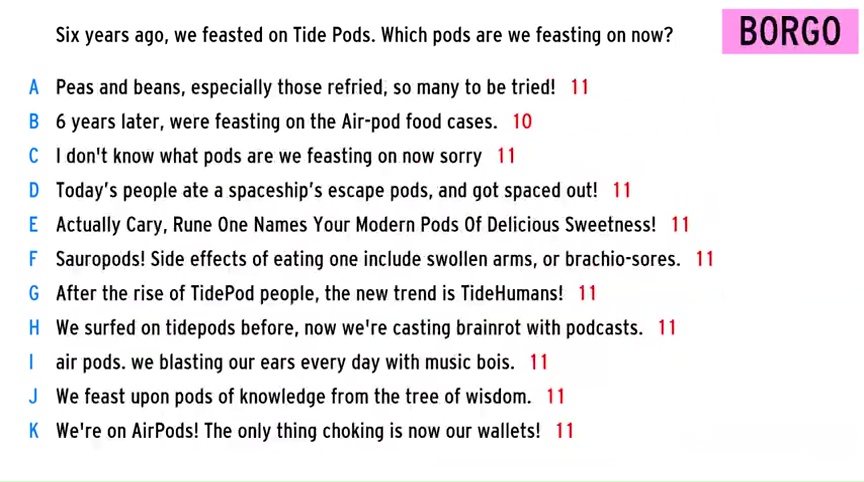 Six years ago, we feasted on Tide Pods. Which pods are we feasting on now?
BORGO
A Peas and beans, especially those refried, so many to be tried! 11
B 6 years later, were feasting on the Air-pod food cases. 10
C I don't know what pods are we feasting on now sorry 11
D Today's people ate a spaceship's escape pods, and got spaced out! 11
E Actually Cary, Rune One Names Your Modern Pods Of Delicious Sweetness! 11
F Sauropods! Side effects of eating one include swollen arms, or brachio-sores. 11
G After the rise of TidePod people, the new trend is TideHumans! 11
H We surfed on tidepods before, now we're casting brainrot with podcasts. 11
I air pods. we blasting our ears every day with music bois. 11
J We feast upon pods of knowledge from the tree of wisdom. 11
K We're on AirPods! The only thing choking is now our wallets! 11